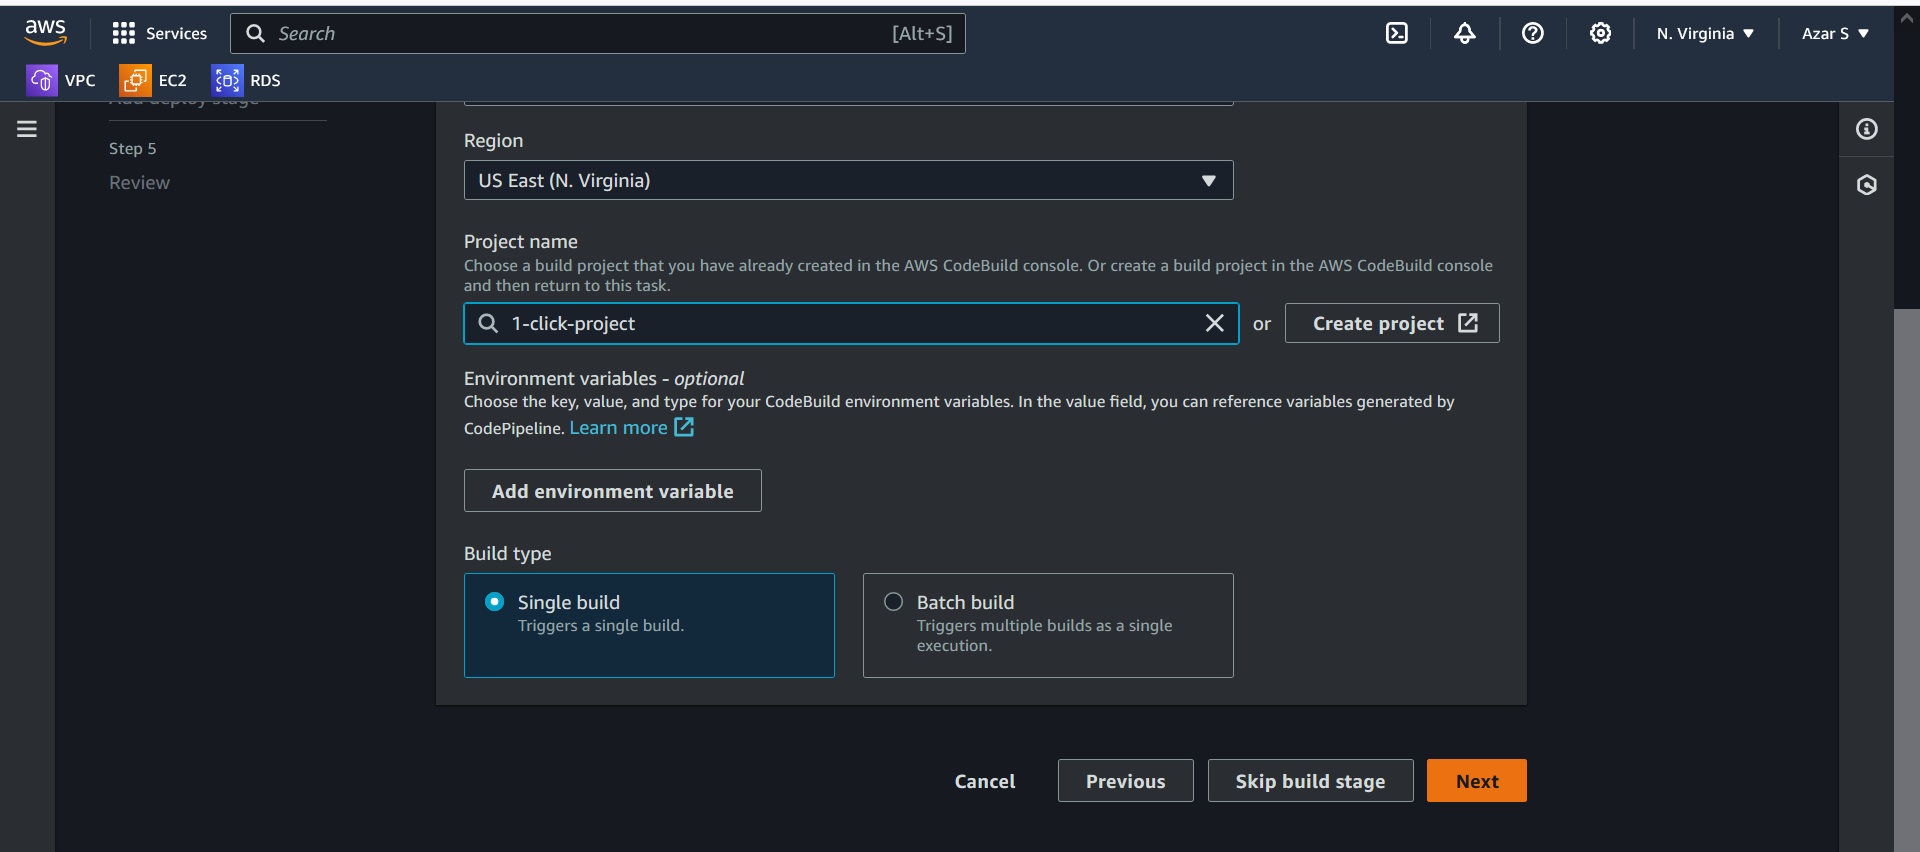 aws
Services
Search
[Alt+S]
N. Virginia
Azar S
VPC
EC2
RDS
Add deploy stage
Step 5
Review
Region
US East (N. Virginia)
Project name
Choose a build project that you have already created in the AWS CodeBuild console. Or create a build project in the AWS CodeBuild console
and then return to this task.
1-click-project
or
Create project
Environment variables - optional
Choose the key, value, and type for your CodeBuild environment variables. In the value field, you can reference variables generated by
CodePipeline. Learn more
Add environment variable
Build type
Single build
Triggers a single build.
Batch build
Triggers multiple builds as a single
execution.
Cancel
Previous
Skip build stage
Next